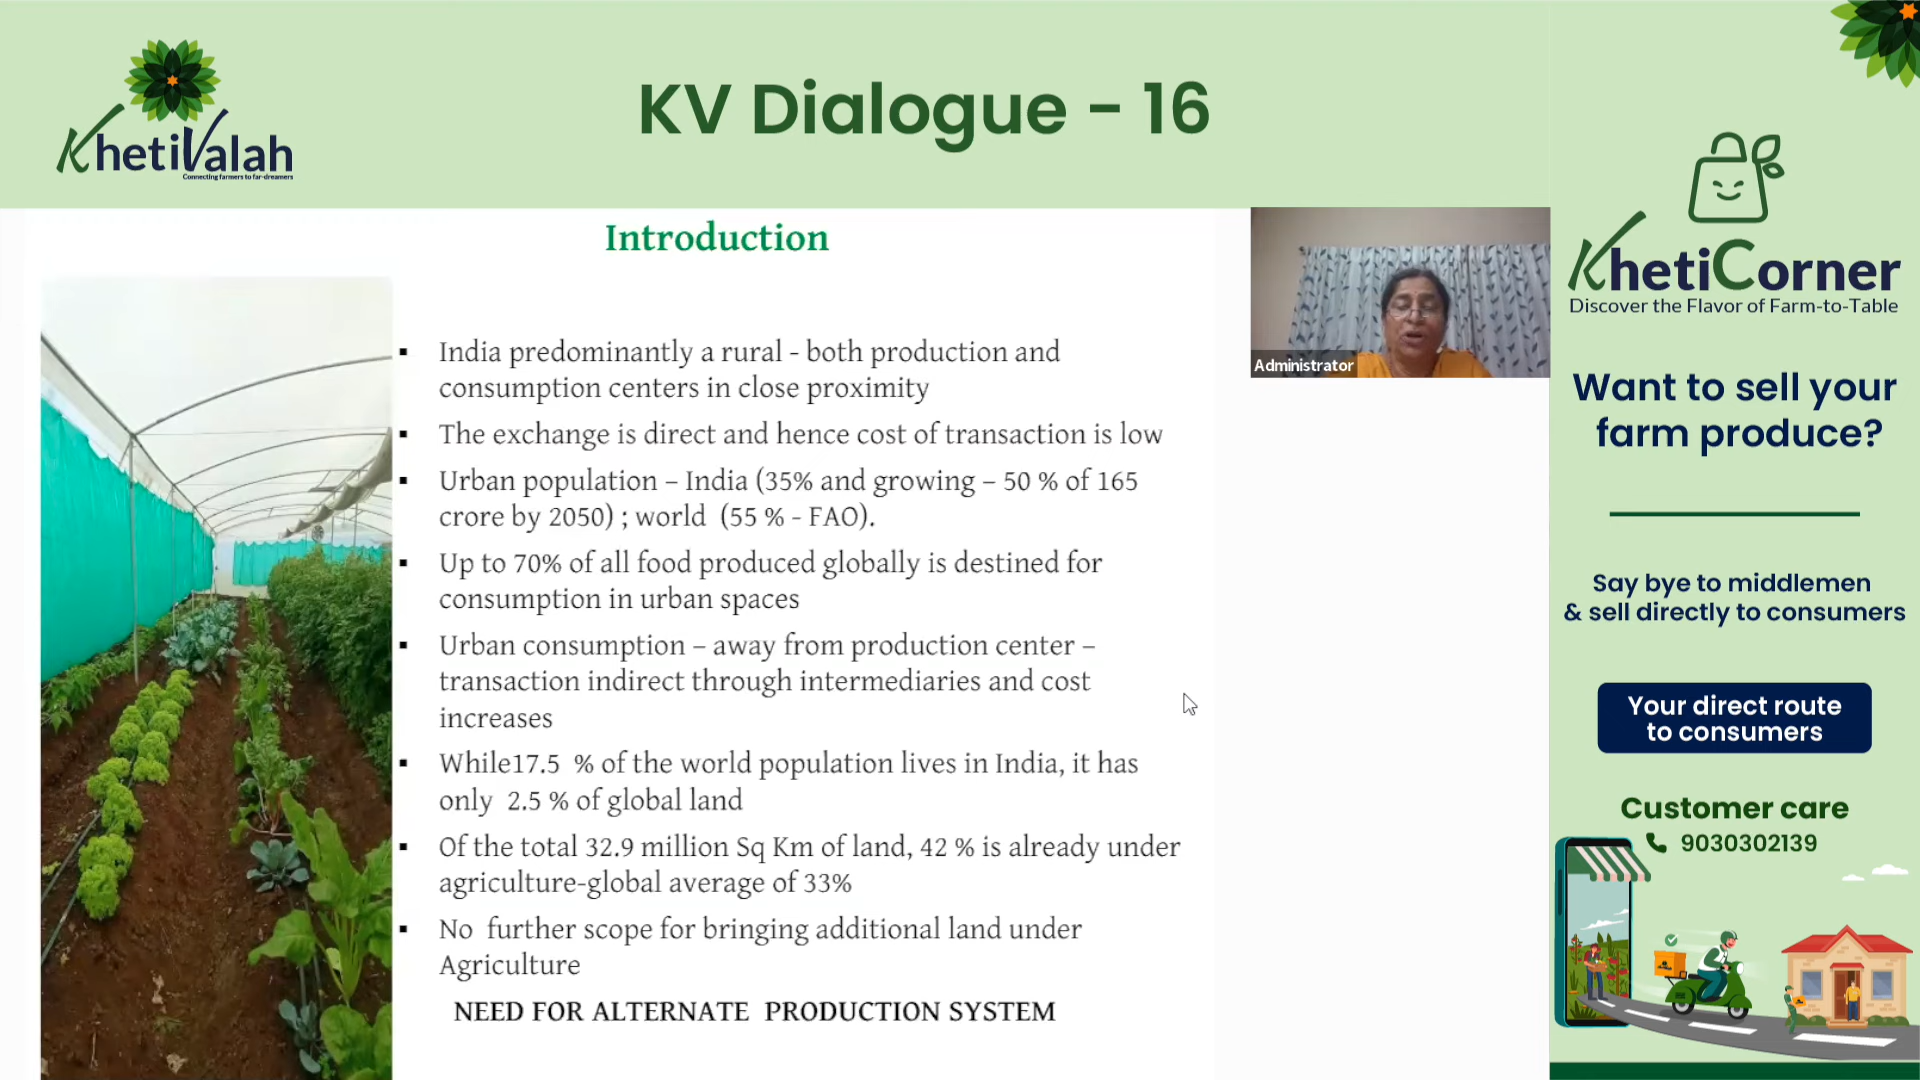 KhetiValah
Connecting farmers to far-dreamers
KV Dialogue - 16
Introduction
▪ India predominantly a rural - both production and
consumption centers in close proximity
▪ The exchange is direct and hence cost of transaction is low
▪ Urban population – India (35% and growing – 50 % of 165
crore by 2050) ; world (55 % - FAO).
▪ Up to 70% of all food produced globally is destined for
consumption in urban spaces
▪ Urban consumption – away from production center –
transaction indirect through intermediaries and cost
increases
▪ While17.5 % of the world population lives in India, it has
only 2.5 % of global land
▪ Of the total 32.9 million Sq Km of land, 42 % is already under
agriculture-global average of 33%
▪ No further scope for bringing additional land under
Agriculture
NEED FOR ALTERNATE PRODUCTION SYSTEM
Administrator
KhetiCorner
Discover the Flavor of Farm-to-Table
Want to sell your
farm produce?
Say bye to middlemen
& sell directly to consumers
Your direct route
to consumers
Customer care
9030302139